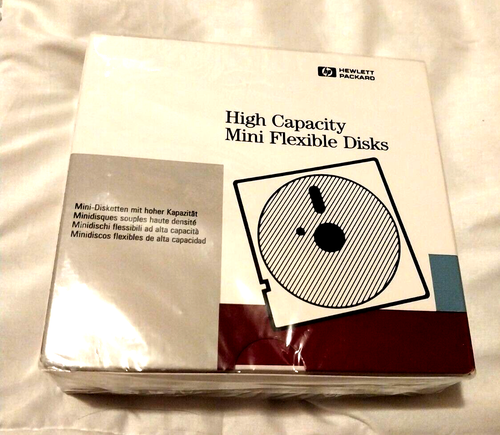 hp HEWLETT
PACKARD
High Capacity
Mini Flexible Disks
Mini-Disketten mit hoher Kapazität
Minidisques souples haute densité
Minidischi flessibili ad alta capacità
Minidiscos flexibles de alta capacidad